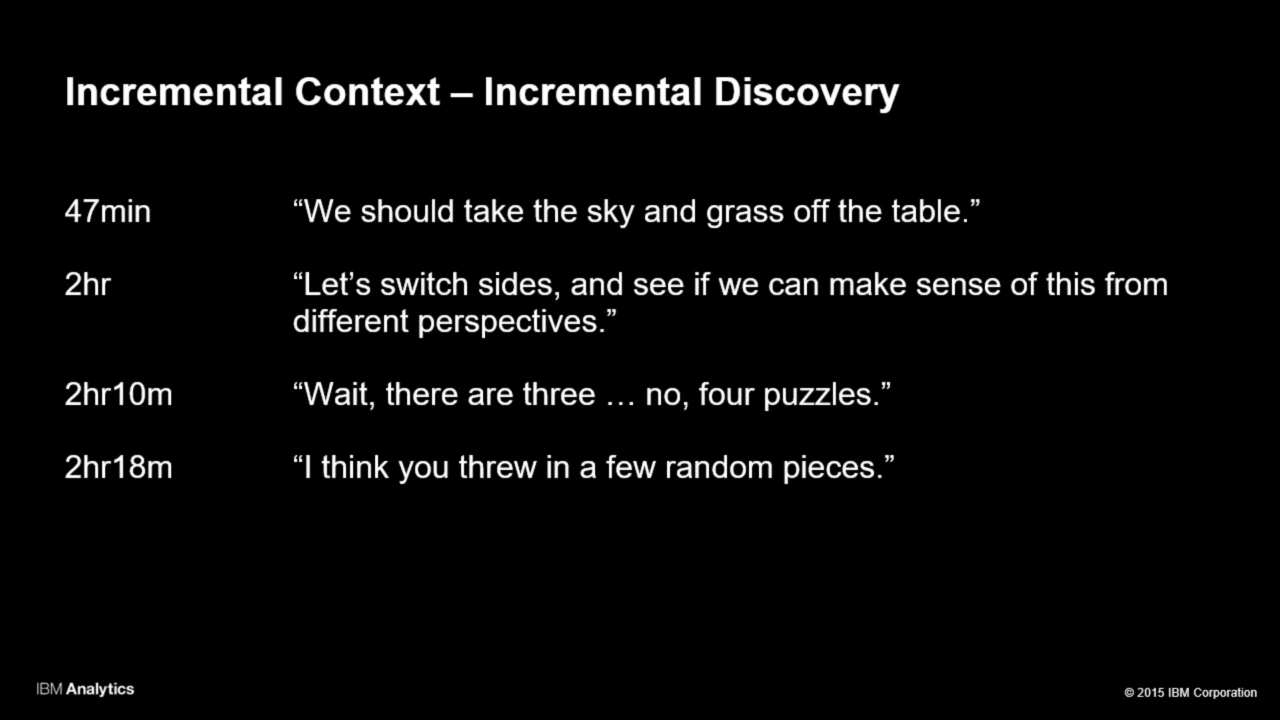 Incremental Context – Incremental Discovery
47min “We should take the sky and grass off the table.”
2hr “Let’s switch sides, and see if we can make sense of this from
different perspectives.”
2hr10m “Wait, there are three … no, four puzzles.”
2hr18m “I think you threw in a few random pieces.”
IBM Analytics
© 2015 IBM Corporation